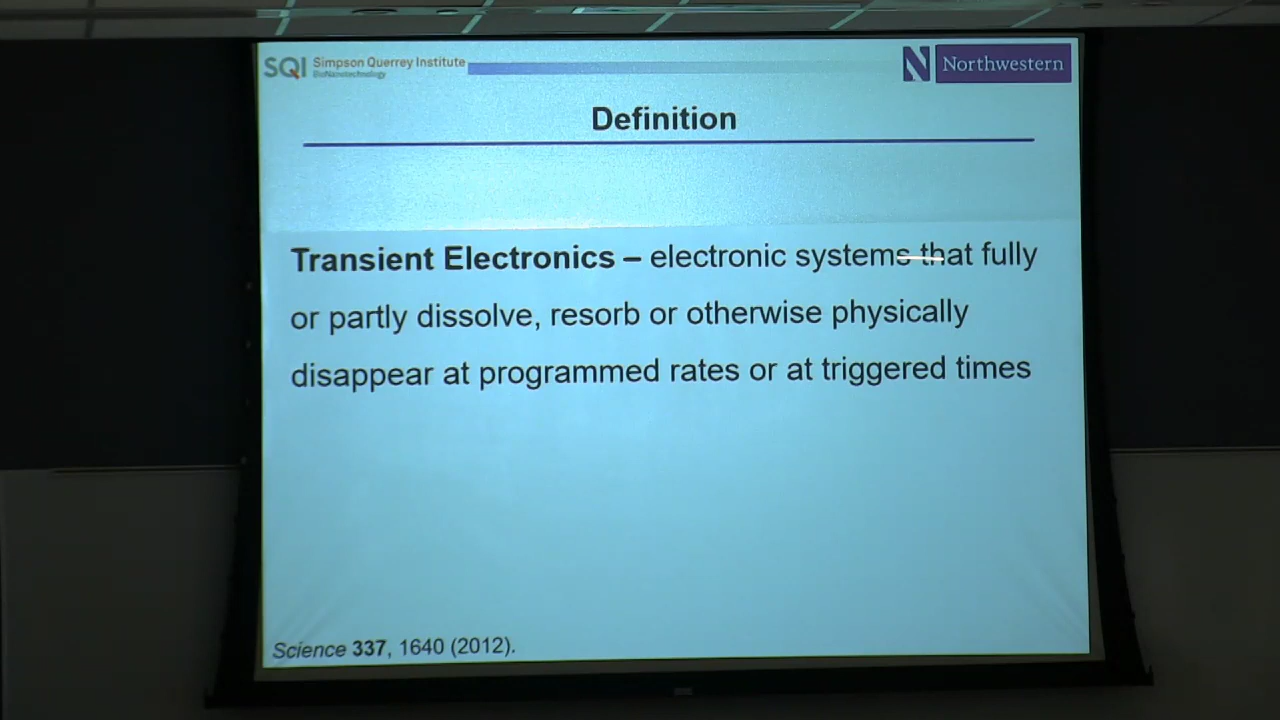 SQI Simpson Querrey Institute
BioNanotechnology
N Northwestern
Definition
Transient Electronics – electronic systems that fully
or partly dissolve, resorb or otherwise physically
disappear at programmed rates or at triggered times
Science 337, 1640 (2012).